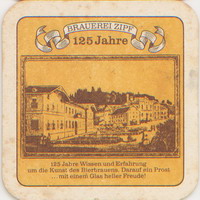 BRAUEREI ZIPF
125 Jahre
125 Jahre Wissen und Erfahrung
um die Kunst des Bierbrauens. Darauf ein Prost
... mit einem Glas heller Freude!